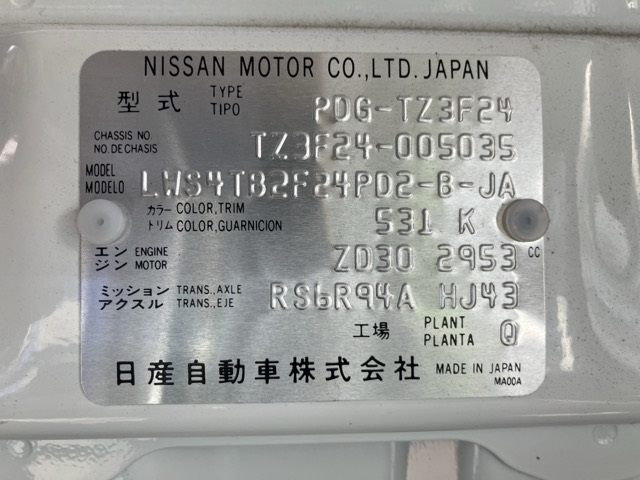 NISSAN MOTOR CO.,LTD. JAPAN
型式 TYPE TIPO PDG-TZ3F24
CHASSIS NO. NO. DE CHASIS TZ3F24-005035
MODEL MODELO LWS4TB2F24PD2-B-JA
カラー COLOR,TRIM トリム COLOR,GUARNICION 531 K
エンジン ENGINE MOTOR ZD30 2953 CC
ミッション TRANS.,AXLE アクスル TRANS.,EJE RS6R94A HJ43
工場 PLANT PLANTA Q
日産自動車株式会社 MADE IN JAPAN
MA00A